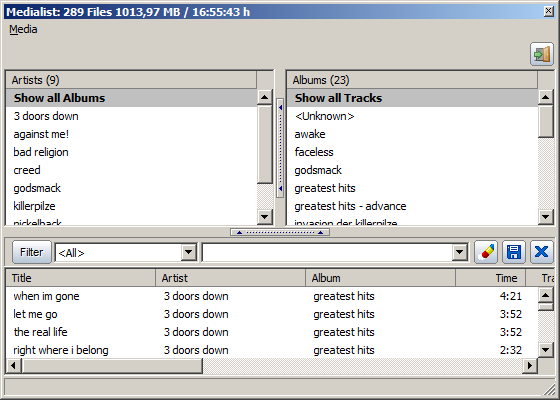 Medialist: 289 Files 1013,97 MB / 16:55:43 h
Media
Artists (9)
Show all Albums
3 doors down
against me!
bad religion
creed
godsmack
killerpilze
nickelback
Albums (23)
Show all Tracks
<Unknown>
awake
faceless
godsmack
greatest hits
greatest hits - advance
invasion der killerpilze
Filter <All>
Title Artist Album Time Tra
when im gone 3 doors down greatest hits 4:21
let me go 3 doors down greatest hits 3:52
the real life 3 doors down greatest hits 3:52
right where i belong 3 doors down greatest hits 2:32